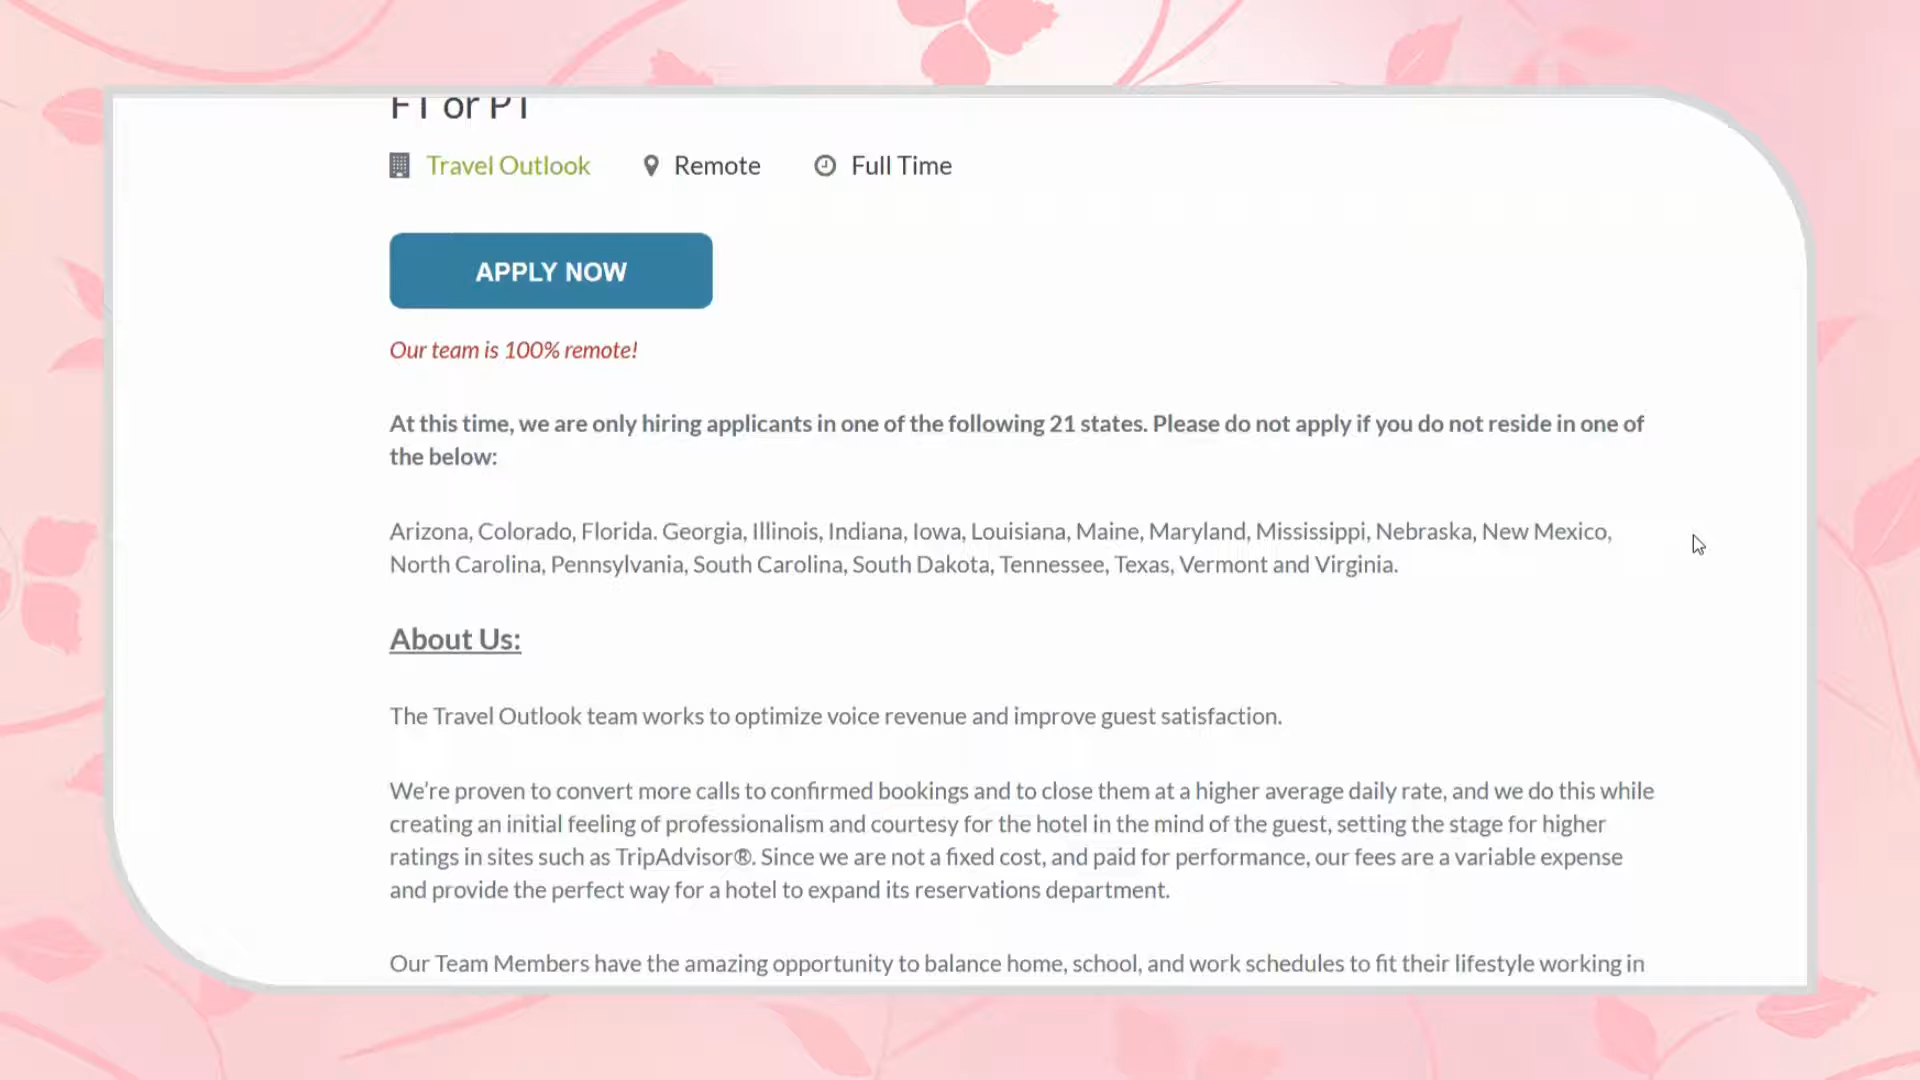 FT or PT
Travel Outlook Remote Full Time
APPLY NOW
Our team is 100% remote!
At this time, we are only hiring applicants in one of the following 21 states. Please do not apply if you do not reside in one of
the below:
Arizona, Colorado, Florida. Georgia, Illinois, Indiana, Iowa, Louisiana, Maine, Maryland, Mississippi, Nebraska, New Mexico,
North Carolina, Pennsylvania, South Carolina, South Dakota, Tennessee, Texas, Vermont and Virginia.
About Us:
The Travel Outlook team works to optimize voice revenue and improve guest satisfaction.
We’re proven to convert more calls to confirmed bookings and to close them at a higher average daily rate, and we do this while
creating an initial feeling of professionalism and courtesy for the hotel in the mind of the guest, setting the stage for higher
ratings in sites such as TripAdvisor®. Since we are not a fixed cost, and paid for performance, our fees are a variable expense
and provide the perfect way for a hotel to expand its reservations department.
Our Team Members have the amazing opportunity to balance home, school, and work schedules to fit their lifestyle working in